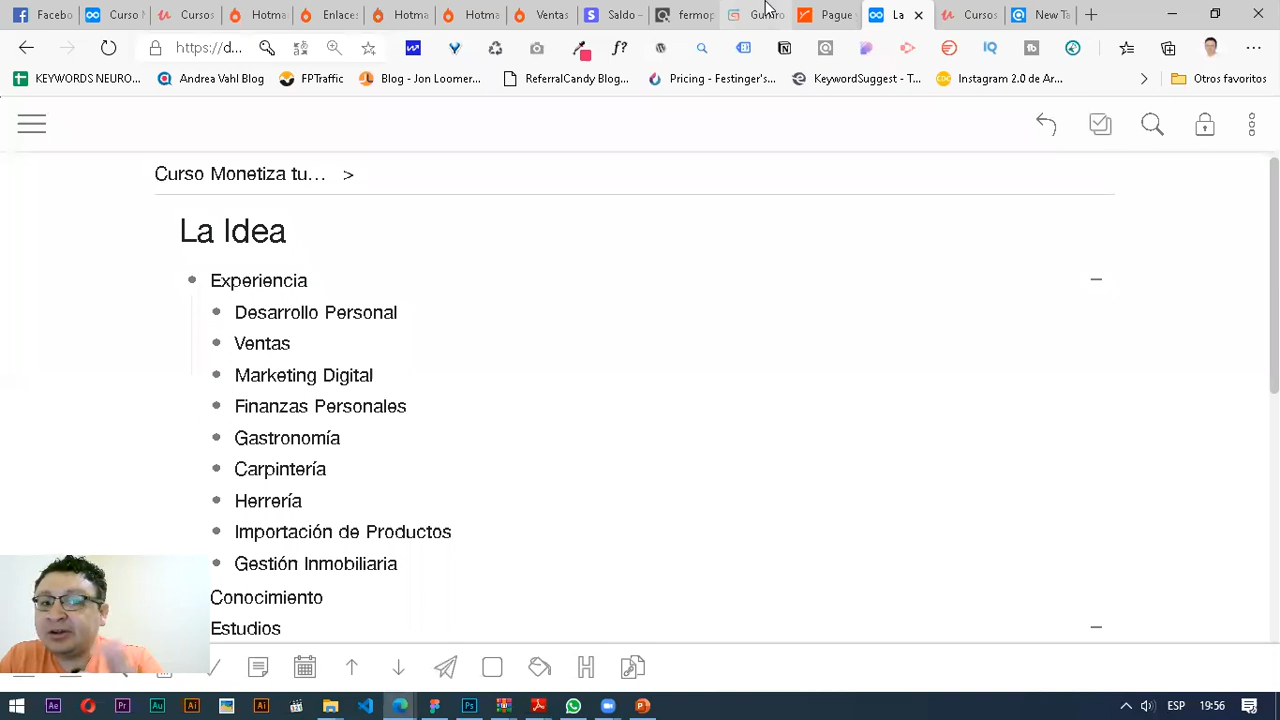 Facebo
Curso M
Cursos
Hotma
Enlaces
Hotma
Hotma
Ventas
Saldo –
fermop
Gumro
Pague
La
Cursos
New Ta
https://d...
KEYWORDS NEURO...
Andrea Vahl Blog
FPTraffic
Blog - Jon Loomer...
ReferralCandy Blog...
Pricing - Festinger's...
KeywordSuggest - T...
Instagram 2.0 de Ar...
Otros favoritos
Curso Monetiza tu... >
La Idea
Experiencia
Desarrollo Personal
Ventas
Marketing Digital
Finanzas Personales
Gastronomía
Carpintería
Herrería
Importación de Productos
Gestión Inmobiliaria
Conocimiento
Estudios
ESP
19:56